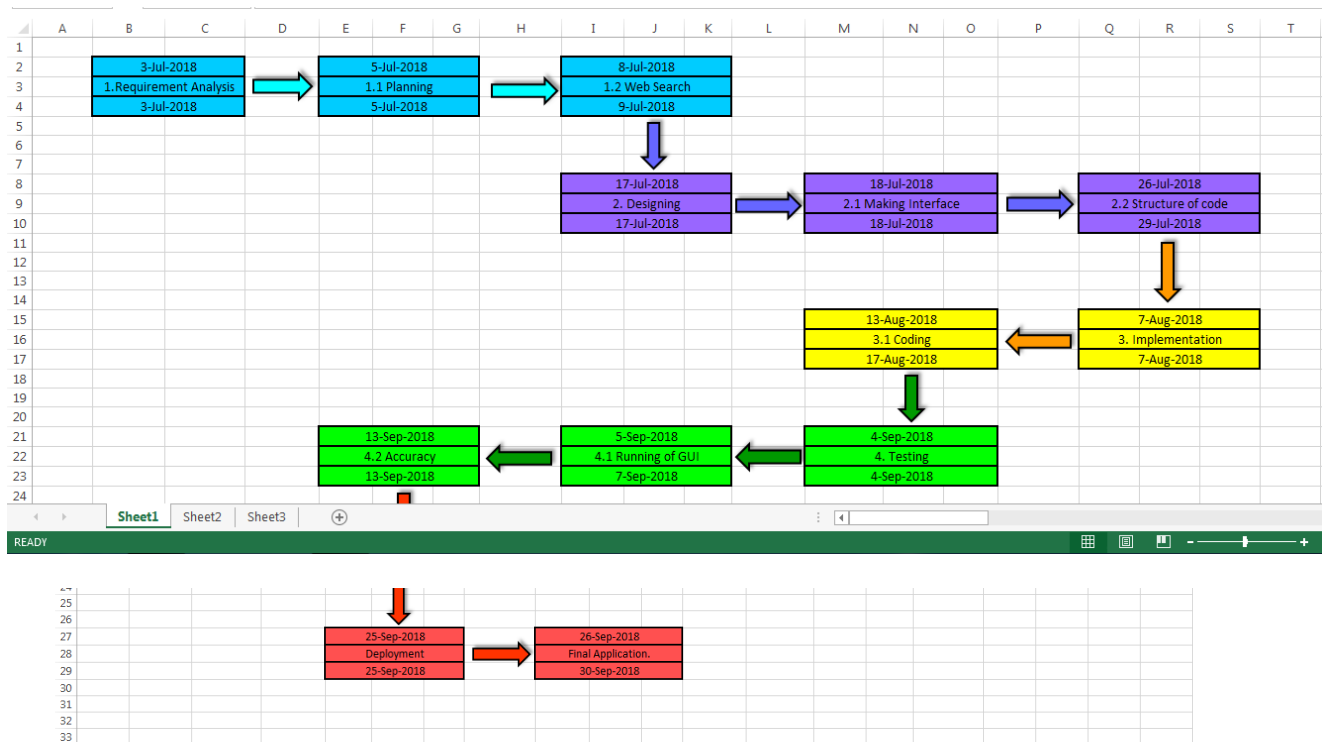 A B C D E F G H I J K L M N O P Q R S T
1
2 3-Jul-2018 5-Jul-2018 8-Jul-2018
3 1.Requirement Analysis 1.1 Planning 1.2 Web Search
4 3-Jul-2018 5-Jul-2018 9-Jul-2018
5
6
7
8 17-Jul-2018 18-Jul-2018 26-Jul-2018
9 2. Designing 2.1 Making Interface 2.2 Structure of code
10 17-Jul-2018 18-Jul-2018 29-Jul-2018
11
12
13
14
15 13-Aug-2018 7-Aug-2018
16 3.1 Coding 3. Implementation
17 17-Aug-2018 7-Aug-2018
18
19
20
21 13-Sep-2018 5-Sep-2018 4-Sep-2018
22 4.2 Accuracy 4.1 Running of GUI 4. Testing
23 13-Sep-2018 7-Sep-2018 4-Sep-2018
24
Sheet1 Sheet2 Sheet3
READY
25
26
27 25-Sep-2018 26-Sep-2018
28 Deployment Final Application.
29 25-Sep-2018 30-Sep-2018
30
31
32
33